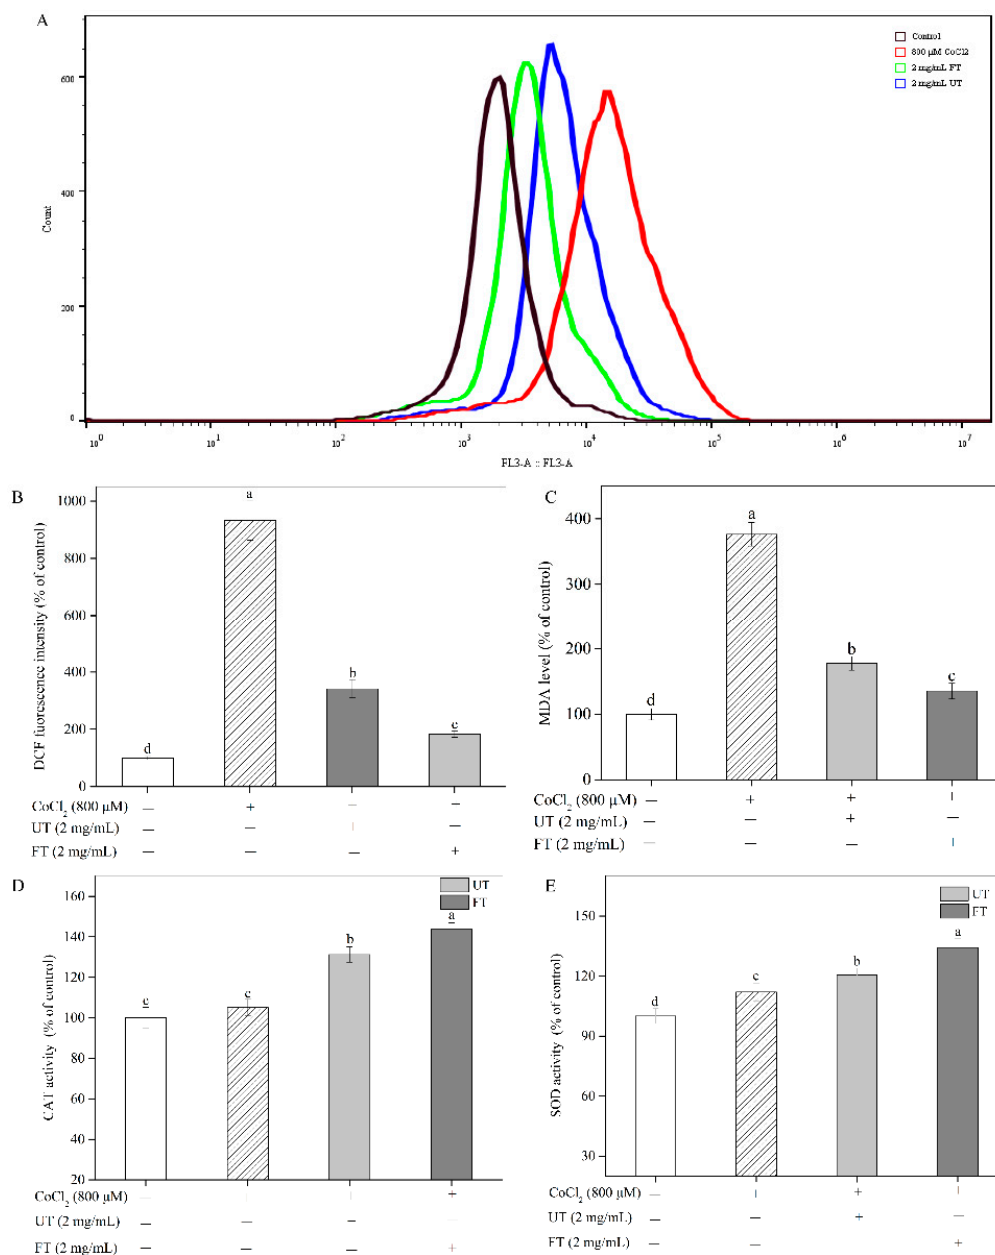 A
Control
800 μM CoCl2
2 mg/mL FT
2 mg/mL UT
600
400
200
0
Count
10^0 10^1 10^2 10^3 10^4 10^5 10^6 10^7
FL3-A :: FL3-A
B
DCF fuorescence intensity (% of control)
1000
800
600
400
200
0
d a b c
CoCl2 (800 μM) — + — —
UT (2 mg/mL) — —
FT (2 mg/mL) — — — +
C
MDA level (% of control)
400
300
200
100
0
d a b c
CoCl2 (800 μM) — + +
UT (2 mg/mL) — — + —
FT (2 mg/mL) — — —
D
UT
FT
CAT activity (% of control)
160
140
120
100
80
60
40
20
c c b a
CoCl2 (800 μM) — +
UT (2 mg/mL) — — — —
FT (2 mg/mL) — — — +
E
UT
FT
SOD activity (% of control)
150
120
90
60
30
d c b a
CoCl2 (800 μM) — +
UT (2 mg/mL) — — + —
FT (2 mg/mL) — — — +